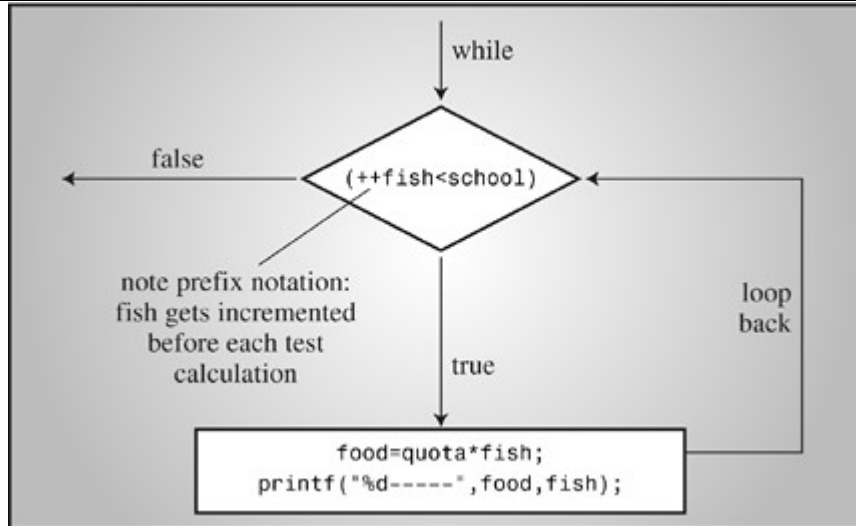 while
false
(++fish<school)
note prefix notation:
fish gets incremented
before each test
calculation
loop
back
true
food=quota*fish;
printf("%d-----",food,fish);